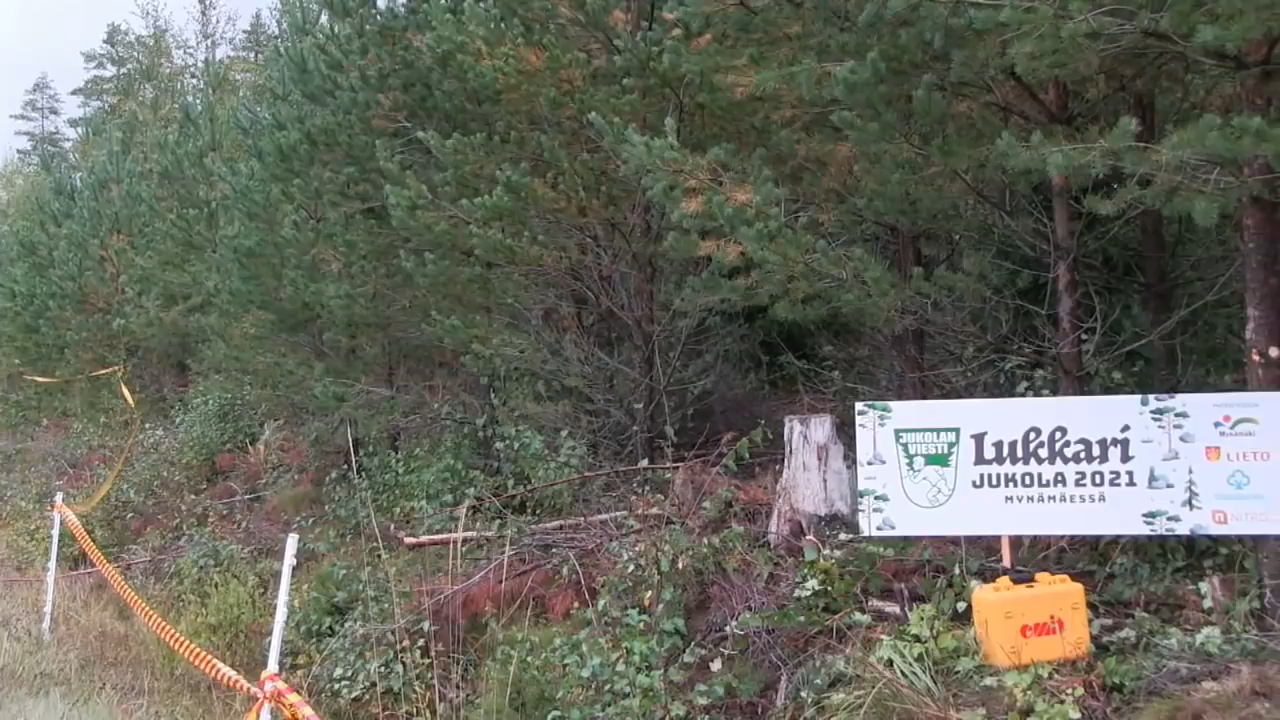 JUKOLAN
VIESTI
Lukkari
JUKOLA 2021
MYNÄMÄESSÄ
Mynämäki
LIETO
NITRO
emit